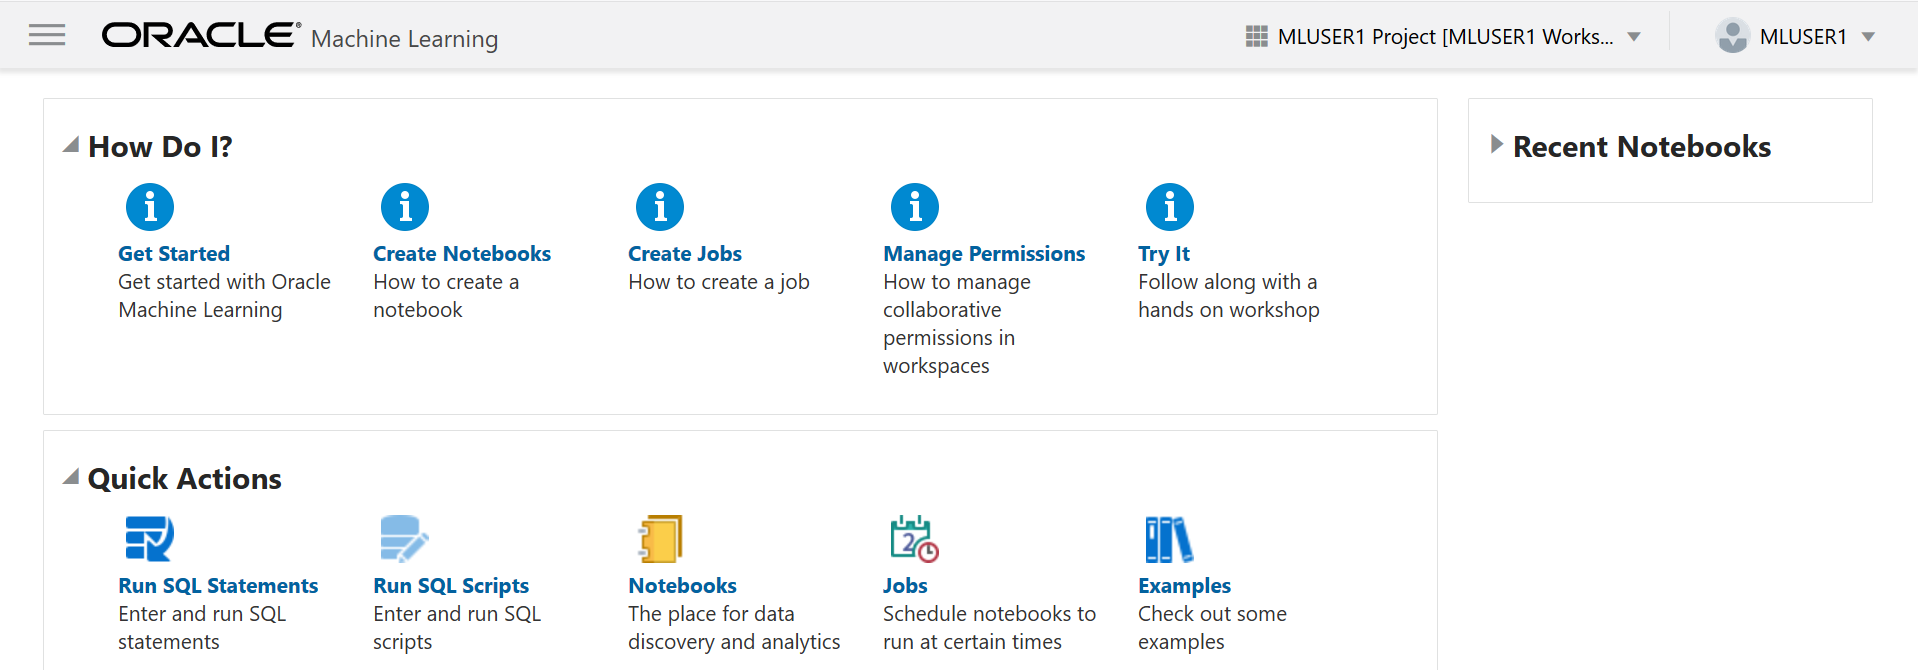 ORACLE® Machine Learning
MLUSER1 Project [MLUSER1 Works...
MLUSER1
How Do I?
Get Started
Get started with Oracle
Machine Learning
Create Notebooks
How to create a
notebook
Create Jobs
How to create a job
Manage Permissions
How to manage
collaborative
permissions in
workspaces
Try It
Follow along with a
hands on workshop
Recent Notebooks
Quick Actions
Run SQL Statements
Enter and run SQL
statements
Run SQL Scripts
Enter and run SQL
scripts
Notebooks
The place for data
discovery and analytics
2
Jobs
Schedule notebooks to
run at certain times
Examples
Check out some
examples